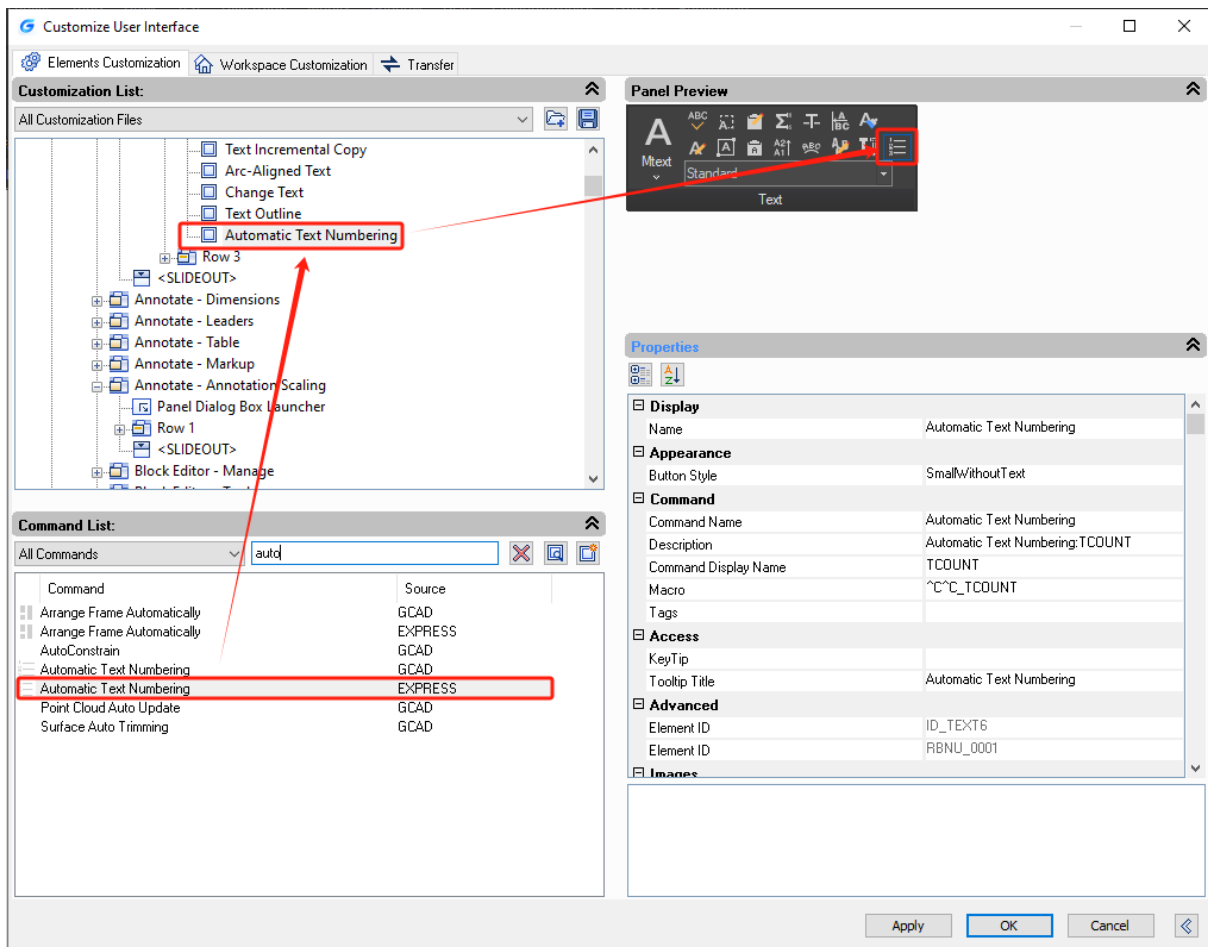 Customize User Interface
Elements Customization
Workspace Customization
Transfer
Customization List:
All Customization Files
Text Incremental Copy
Arc-Aligned Text
Change Text
Text Outline
Automatic Text Numbering
Row 3
<SLIDEOUT>
Annotate - Dimensions
Annotate - Leaders
Annotate - Table
Annotate - Markup
Annotate - Annotation Scaling
Panel Dialog Box Launcher
Row 1
<SLIDEOUT>
Block Editor - Manage
Command List:
All Commands
auto
Command Source
Arrange Frame Automatically GCAD
Arrange Frame Automatically EXPRESS
AutoConstrain GCAD
Automatic Text Numbering GCAD
Automatic Text Numbering EXPRESS
Point Cloud Auto Update GCAD
Surface Auto Trimming GCAD
Panel Preview
Mtext
Standard
Text
Properties
Display
Name Automatic Text Numbering
Appearance
Button Style SmallWithoutText
Command
Command Name Automatic Text Numbering
Description Automatic Text Numbering:TCOUNT
Command Display Name TCOUNT
Macro ^C^C_TCOUNT
Tags
Access
KeyTip
Tooltip Title Automatic Text Numbering
Advanced
Element ID ID_TEXT6
Element ID RBNU_0001
Images
Apply
OK
Cancel